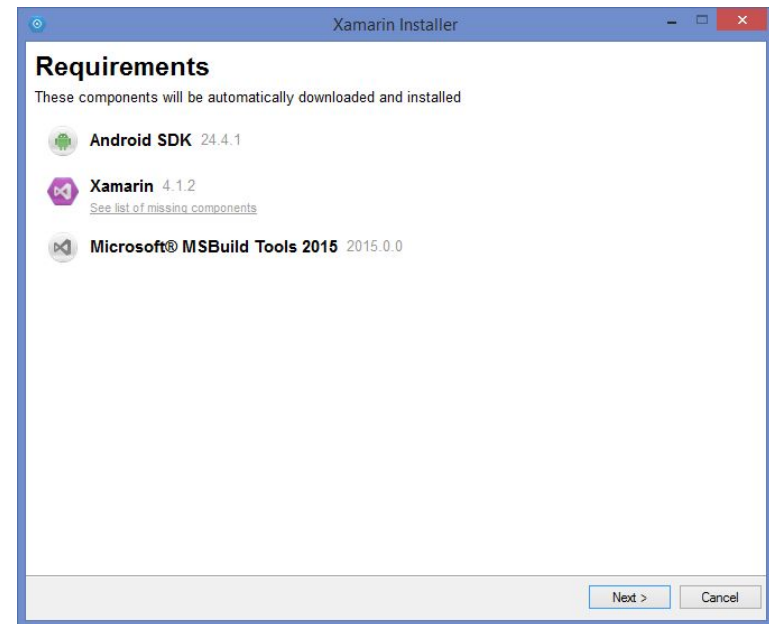 Xamarin Installer
Requirements
These components will be automatically downloaded and installed
Android SDK 24.4.1
Xamarin 4.1.2
See list of missing components
Microsoft® MSBuild Tools 2015 2015.0.0
Next > Cancel